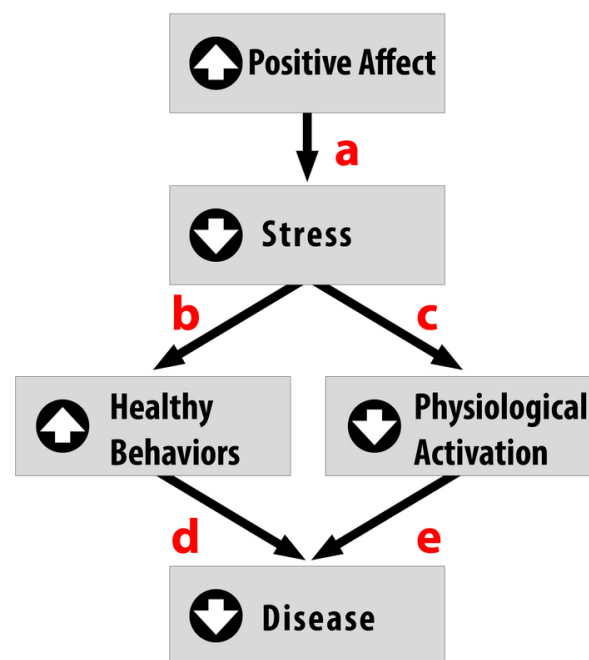 Positive Affect
a
Stress
b
c
Healthy
Behaviors
Physiological
Activation
d
e
Disease